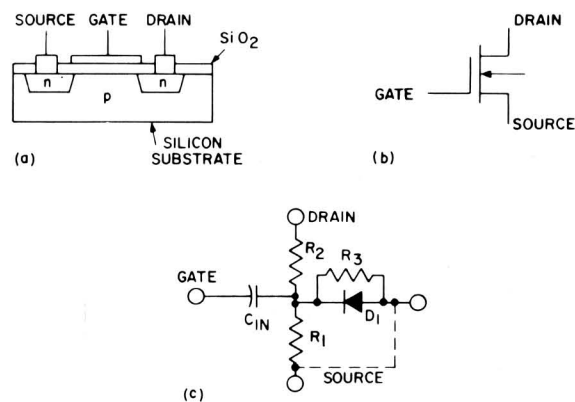 SOURCE GATE DRAIN
SiO2
n n
p
SILICON
SUBSTRATE
(a)
DRAIN
GATE
SOURCE
(b)
DRAIN
R2
R3
GATE
CIN
D1
R1
SOURCE
(c)